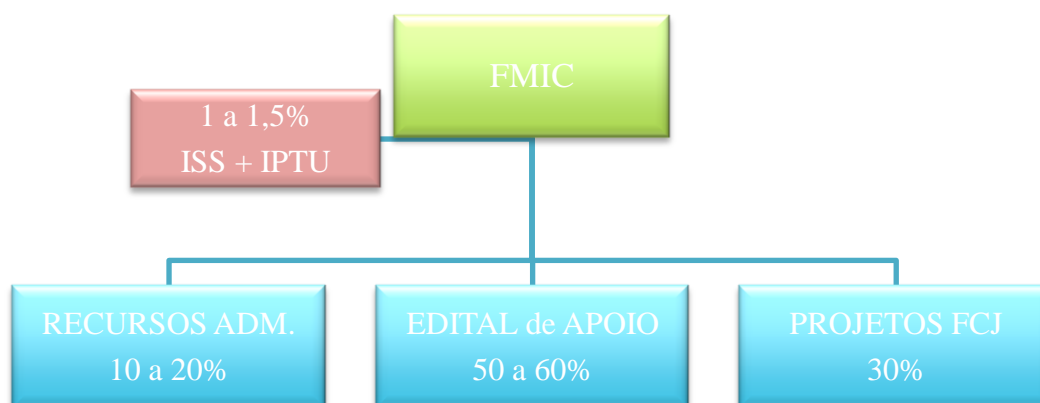 FMIC
1 a 1,5%
ISS + IPTU
RECURSOS ADM.
10 a 20%
EDITAL de APOIO
50 a 60%
PROJETOS FCJ
30%